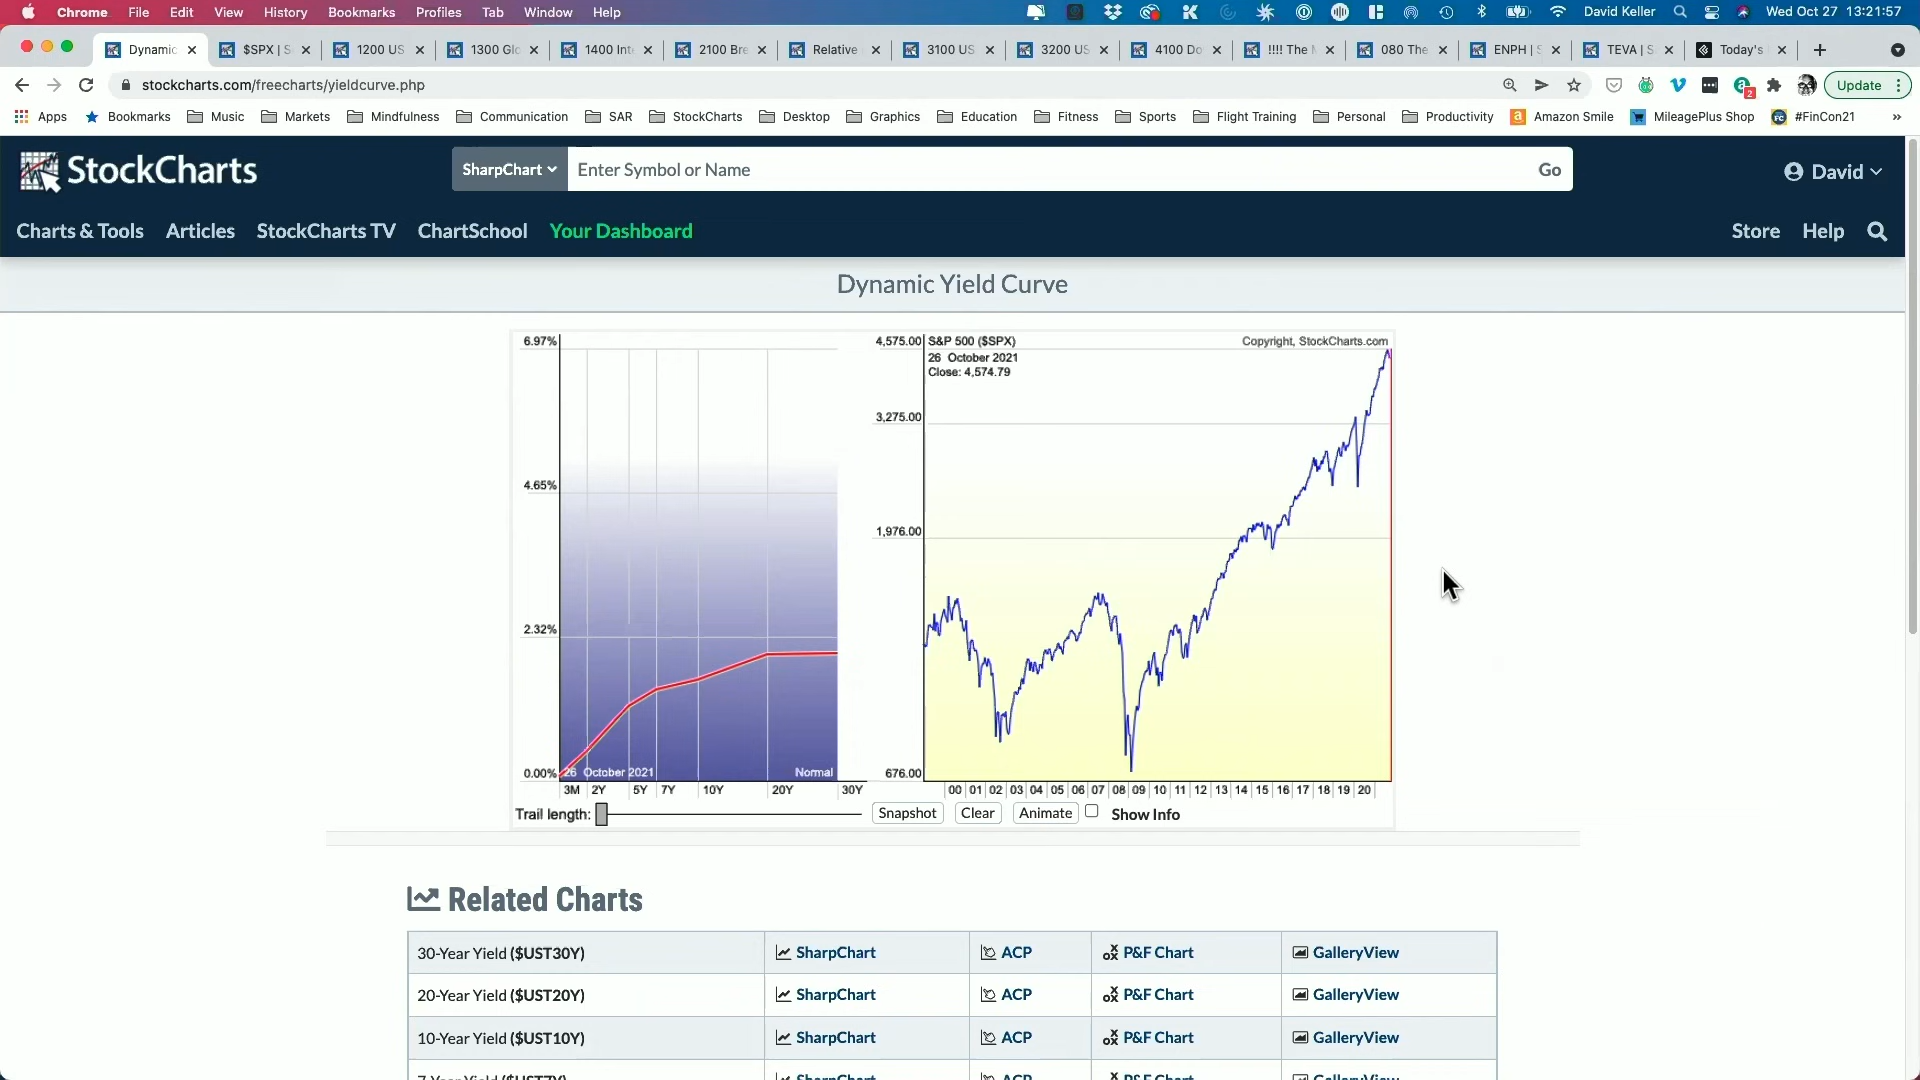 Chrome File Edit View History Bookmarks Profiles Tab Window Help David Keller Wed Oct 27 13:21:57
Dynamic $SPX | S 1200 US 1300 Glo 1400 Int 2100 Bre Relative 3100 US 3200 US 4100 Do !!!! The M 080 The ENPH | S TEVA | S Today's
stockcharts.com/freecharts/yieldcurve.php Update
Apps Bookmarks Music Markets Mindfulness Communication SAR StockCharts Desktop Graphics Education Fitness Sports Flight Training Personal Productivity Amazon Smile MileagePlus Shop #FinCon21 »
StockCharts SharpChart Enter Symbol or Name Go David
Charts & Tools Articles StockCharts TV ChartSchool Your Dashboard Store Help
Dynamic Yield Curve
6.97%
4.65%
2.32%
0.00%
26 October 2021 Normal
3M 2Y 5Y 7Y 10Y 20Y 30Y
4,575.00 S&P 500 ($SPX) Copyright, StockCharts.com
26 October 2021
Close: 4,574.79
3,275.00
1,976.00
676.00
00 01 02 03 04 05 06 07 08 09 10 11 12 13 14 15 16 17 18 19 20
Trail length: Snapshot Clear Animate Show Info
Related Charts
30-Year Yield ($UST30Y) SharpChart ACP P&F Chart GalleryView
20-Year Yield ($UST20Y) SharpChart ACP P&F Chart GalleryView
10-Year Yield ($UST10Y) SharpChart ACP P&F Chart GalleryView
7-Year Yield ($UST7Y) SharpChart ACP P&F Chart GalleryView